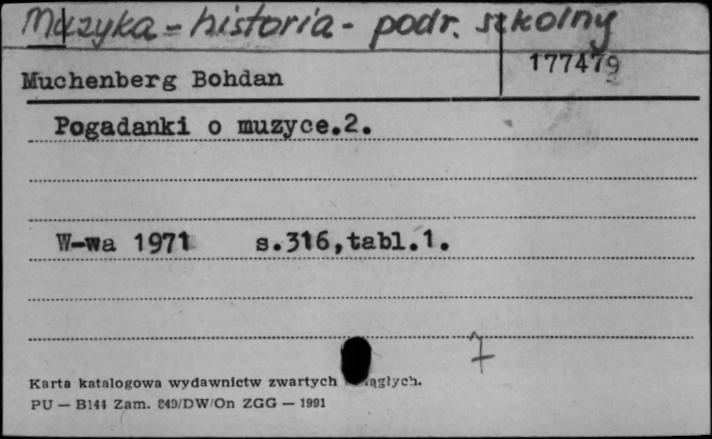 Muzyka - historia - podr. szkolny
177479
Muchenberg Bohdan
Pogadanki o muzyce.2.
W-wa 1971 s.316,tabl.1.
7
Karta katalogowa wydawnictw zwartych
PU — B144 Zam. 849/DW/On ZGG — 1991